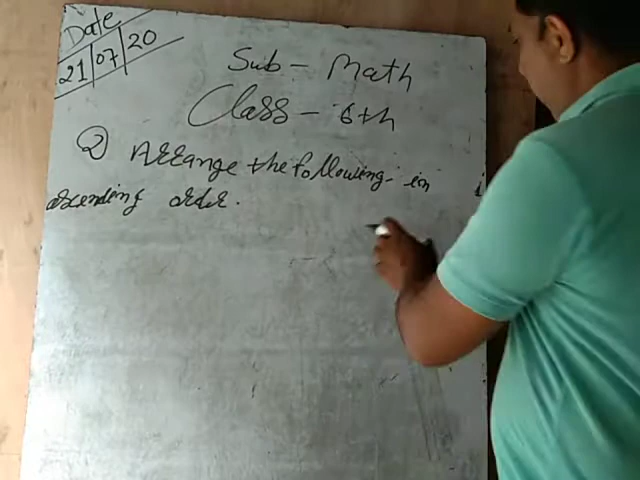 Date
21/07/20
Sub - Math
Class - 6th
Q Arrange the following in
ascending order.